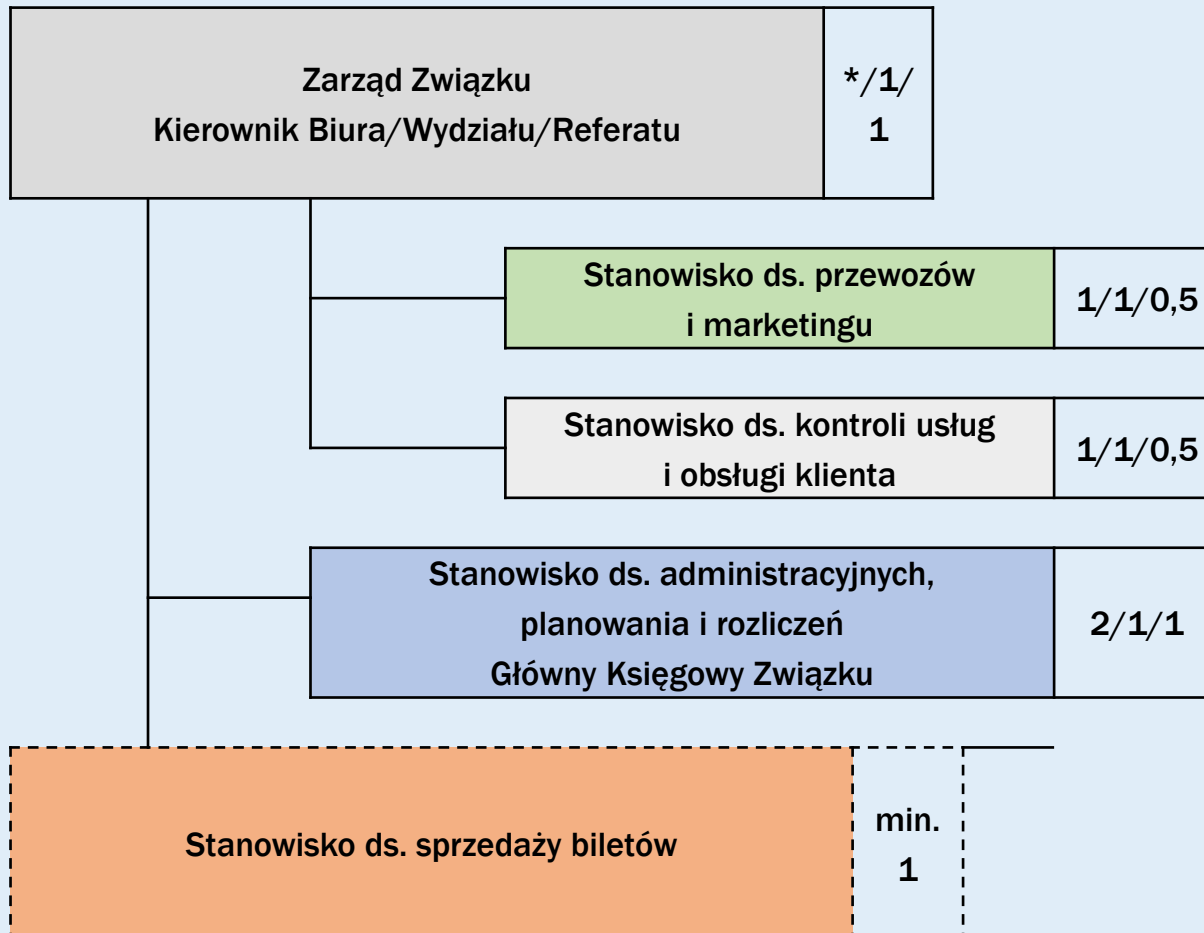 Zarząd Związku
Kierownik Biura/Wydziału/Referatu
*/1/
1
Stanowisko ds. przewozów
i marketingu
1/1/0,5
Stanowisko ds. kontroli usług
i obsługi klienta
1/1/0,5
Stanowisko ds. administracyjnych,
planowania i rozliczeń
Główny Księgowy Związku
2/1/1
Stanowisko ds. sprzedaży biletów
min.
1